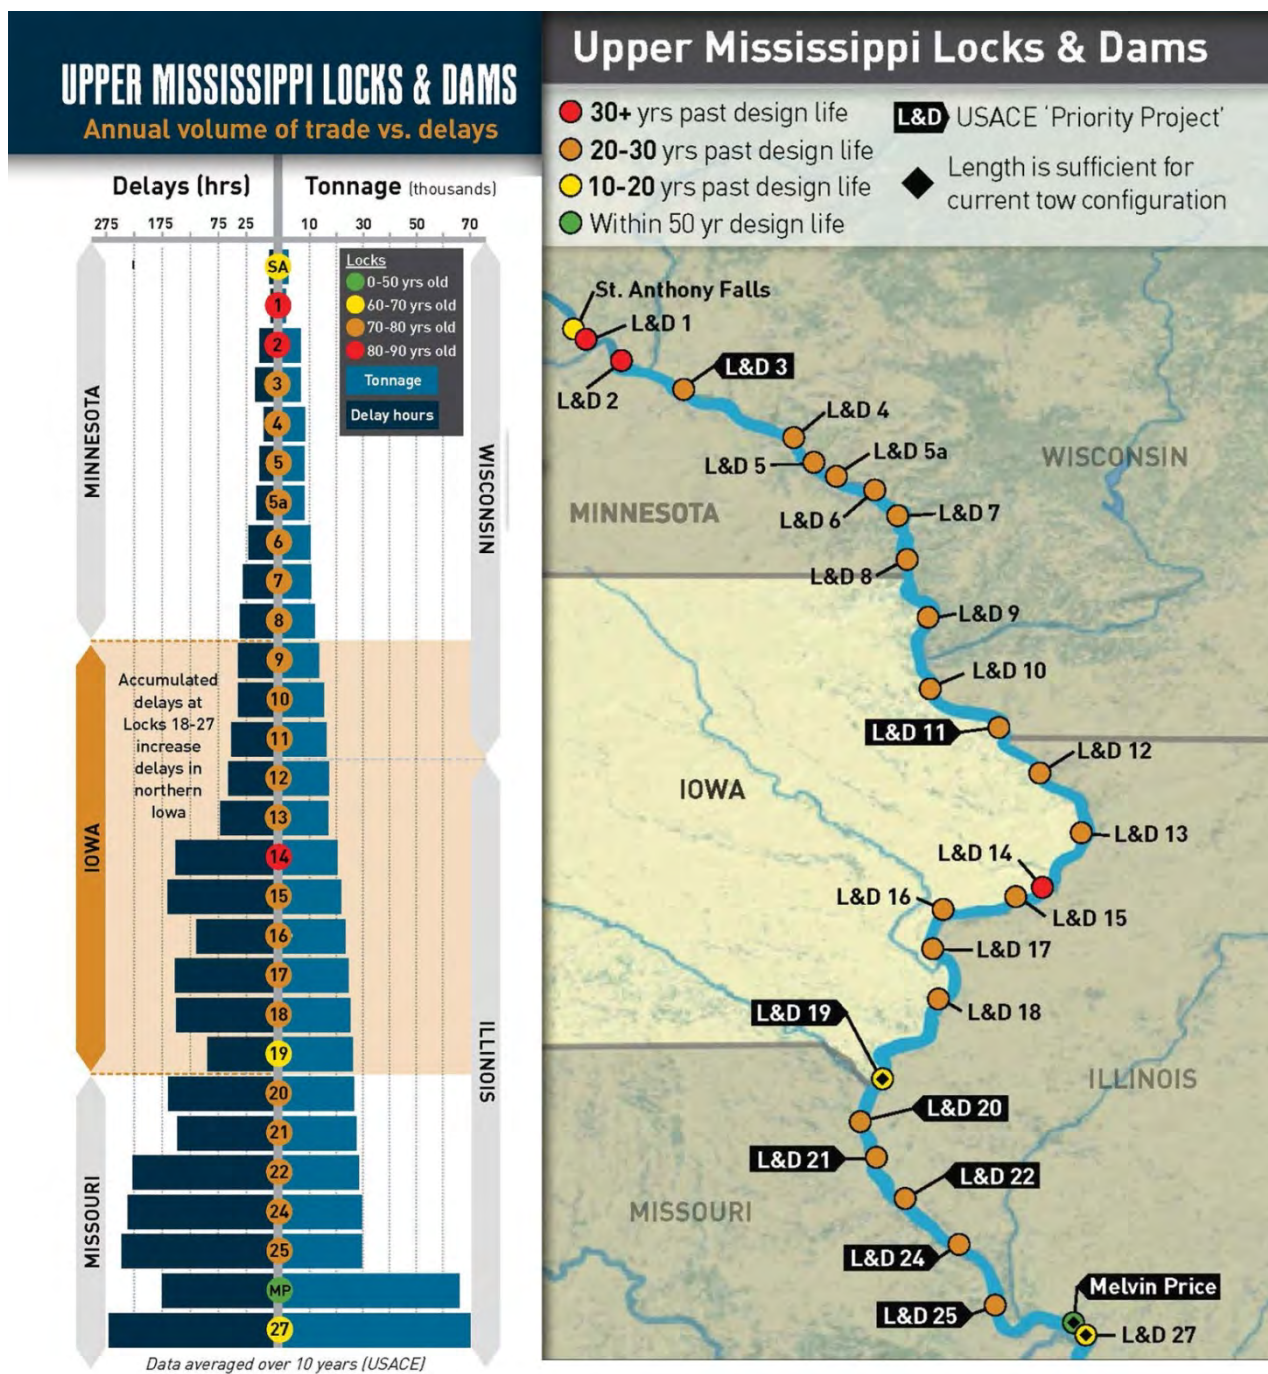 UPPER MISSISSIPPI LOCKS & DAMS
Annual volume of trade vs. delays
Delays (hrs)
Tonnage (thousands)
275 175 75 25 10 30 50 70
Locks
0-50 yrs old
60-70 yrs old
70-80 yrs old
80-90 yrs old
Tonnage
Delay hours
MINNESOTA
WISCONSIN
IOWA
ILLINOIS
MISSOURI
SA
1
2
3
4
5
5a
6
7
8
9
10
11
12
13
14
15
16
17
18
19
20
21
22
24
25
MP
27
Accumulated
delays at
Locks 18-27
increase
delays in
northern
Iowa
Data averaged over 10 years (USACE)
Upper Mississippi Locks & Dams
30+ yrs past design life
20-30 yrs past design life
10-20 yrs past design life
Within 50 yr design life
L&D USACE 'Priority Project'
Length is sufficient for
current tow configuration
St. Anthony Falls
L&D 1
L&D 2
L&D 3
L&D 4
L&D 5
L&D 5a
WISCONSIN
MINNESOTA
L&D 6
L&D 7
L&D 8
L&D 9
L&D 10
L&D 11
L&D 12
IOWA
L&D 13
L&D 14
L&D 16
L&D 15
L&D 17
L&D 19
L&D 18
ILLINOIS
L&D 20
L&D 21
L&D 22
MISSOURI
L&D 24
Melvin Price
L&D 25
L&D 27